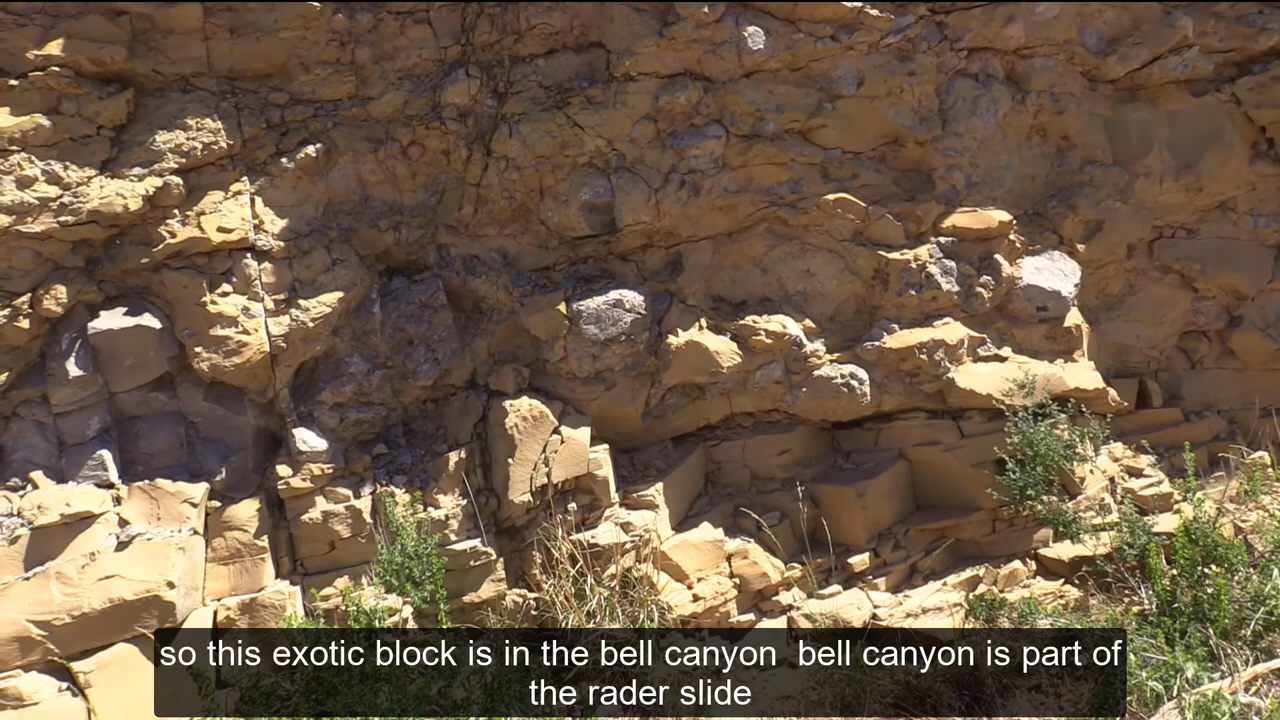 so this exotic block is in the bell canyon  bell canyon is part of
the rader slide